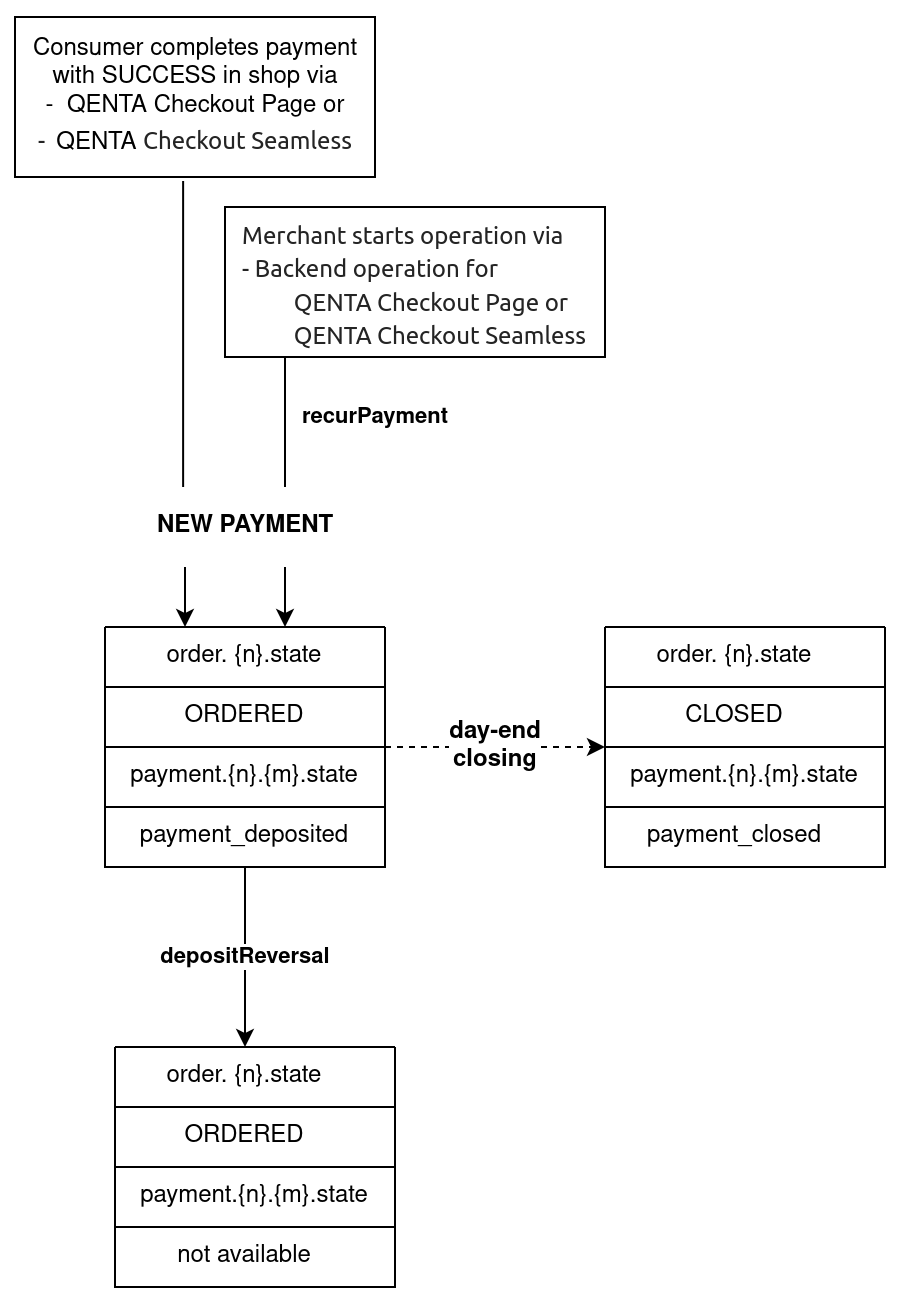 Consumer completes payment
with SUCCESS in shop via
- QENTA Checkout Page or
- QENTA Checkout Seamless
Merchant starts operation via
- Backend operation for
QENTA Checkout Page or
QENTA Checkout Seamless
recurPayment
NEW PAYMENT
order. {n}.state
ORDERED
payment.{n}.{m}.state
payment_deposited
day-end
closing
order. {n}.state
CLOSED
payment.{n}.{m}.state
payment_closed
depositReversal
order. {n}.state
ORDERED
payment.{n}.{m}.state
not available